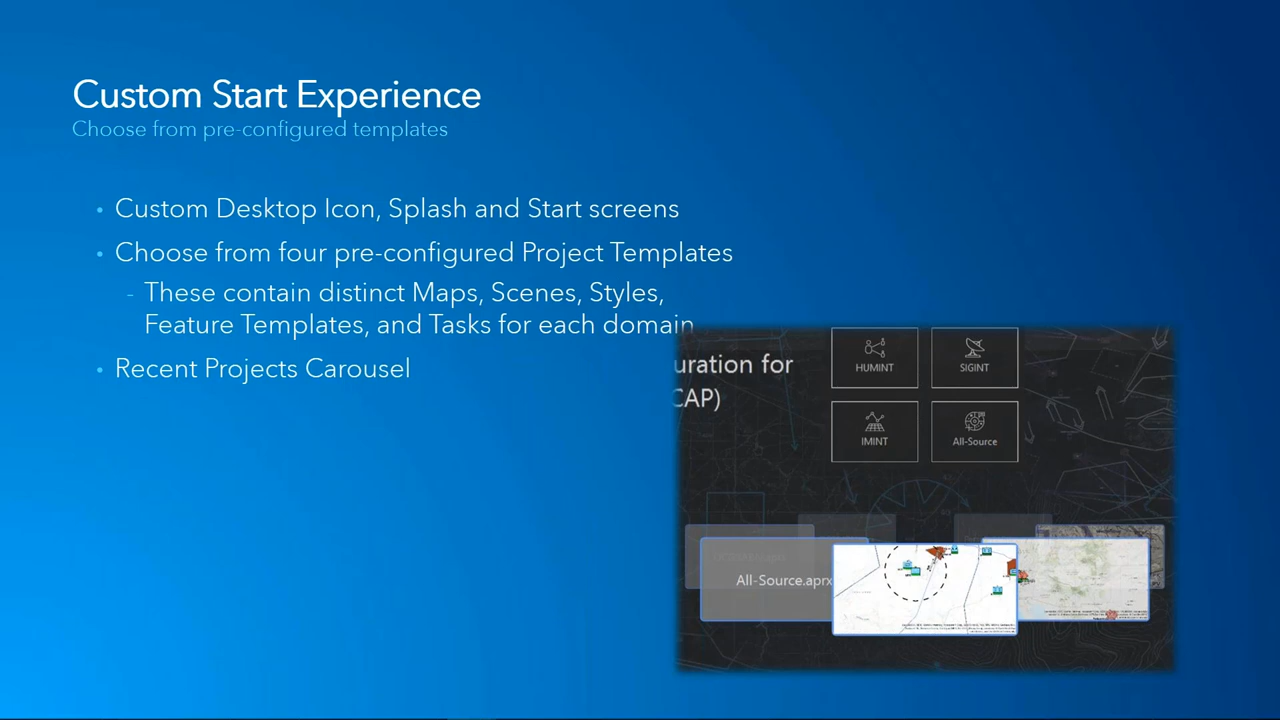 Custom Start Experience
Choose from pre-configured templates
• Custom Desktop Icon, Splash and Start screens
• Choose from four pre-configured Project Templates
- These contain distinct Maps, Scenes, Styles,
Feature Templates, and Tasks for each domain
• Recent Projects Carousel
uration for
CAP)
HUMINT
SIGINT
IMINT
All-Source
All-Source.aprx